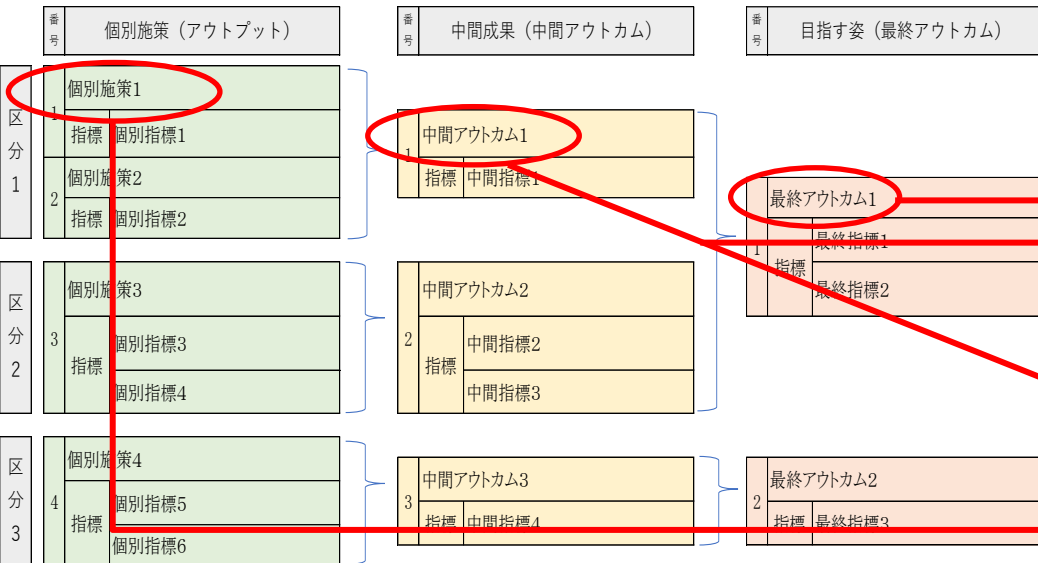 番号 個別施策（アウトプット） 番号 中間成果（中間アウトカム） 番号 目指す姿（最終アウトカム）
区分1
1 個別施策1
指標 個別指標1
2 個別施策2
指標 個別指標2
1 中間アウトカム1
指標 中間指標1
1 最終アウトカム1
指標 最終指標1
最終指標2
区分2
3 個別施策3
指標 個別指標3
個別指標4
2 中間アウトカム2
指標 中間指標2
中間指標3
区分3
4 個別施策4
指標 個別指標5
個別指標6
3 中間アウトカム3
指標 中間指標4
2 最終アウトカム2
指標 最終指標3